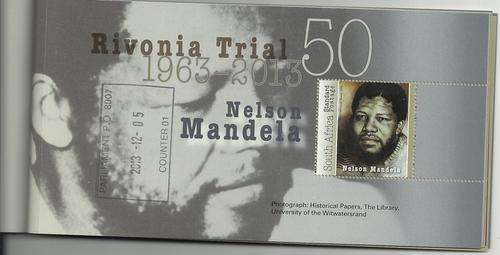 Rivonia Trial 50
1963-2013
Nelson
Mandela
PARLIAMENT P.O. 8007
2013-12-05
COUNTER 01
South Africa
Standard
Postage
Nelson Mandela
Photograph: Historical Papers, The Library,
University of the Witwatersrand